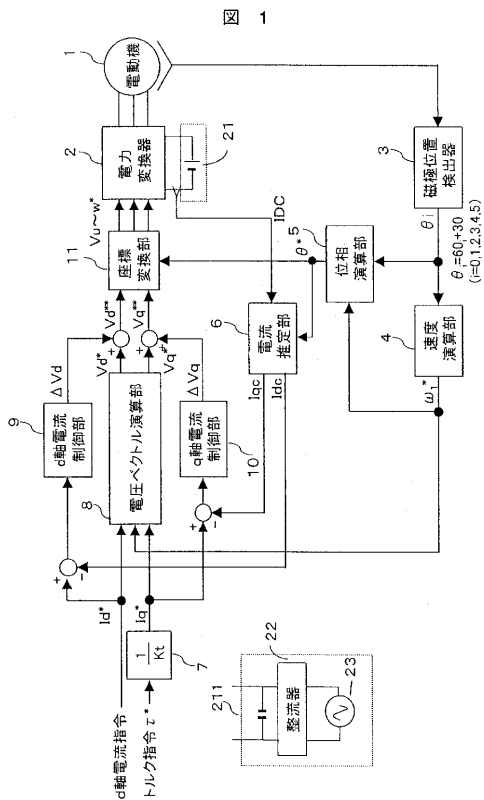 図 1
1
電動機
2
電力
変換器
21
Vu~w*
11
座標
変換部
IDC
3
磁極位置
検出器
θi
θi=60i+30
(i=0,1,2,3,4,5)
θ*
5
位相
演算部
4
速度
演算部
ω1*
6
電流
推定部
Iqc
Idc
Vd**
Vq**
+
+
+
+
Vd*
Vq*
ΔVd
ΔVq
9
d軸電流
制御部
8
電圧ベクトル演算部
10
q軸電流
制御部
+
−
+
−
Id*
Iq*
1
Kt
7
d軸電流指令
トルク指令τ*
211
22
整流器
23